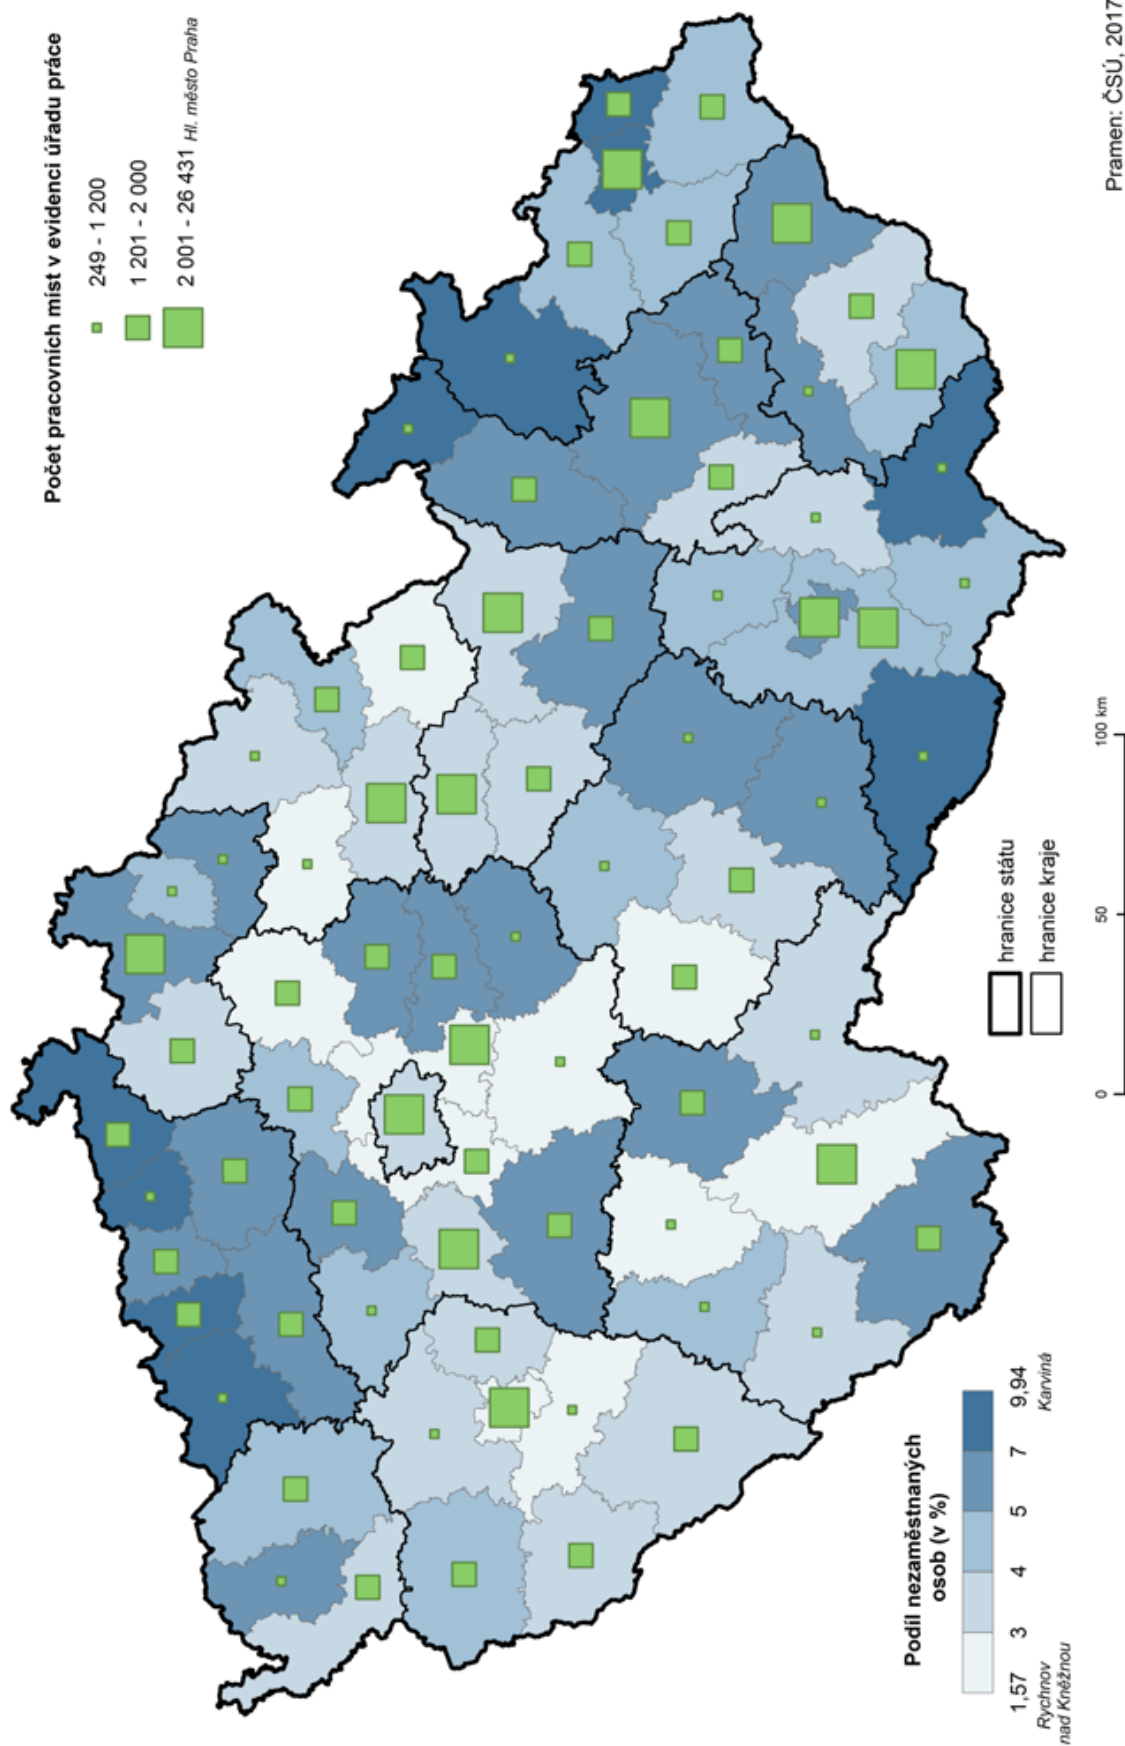 Počet pracovních míst v evidenci úřadu práce
249 - 1 200
1 201 - 2 000
2 001 - 26 431 Hl. město Praha
Podíl nezaměstnaných
osob (v %)
1,57 3 4 5 7 9,94
Rychnov
nad Kněžnou
Karviná
hranice státu
hranice kraje
0 50 100 km
Pramen: ČSÚ, 2017